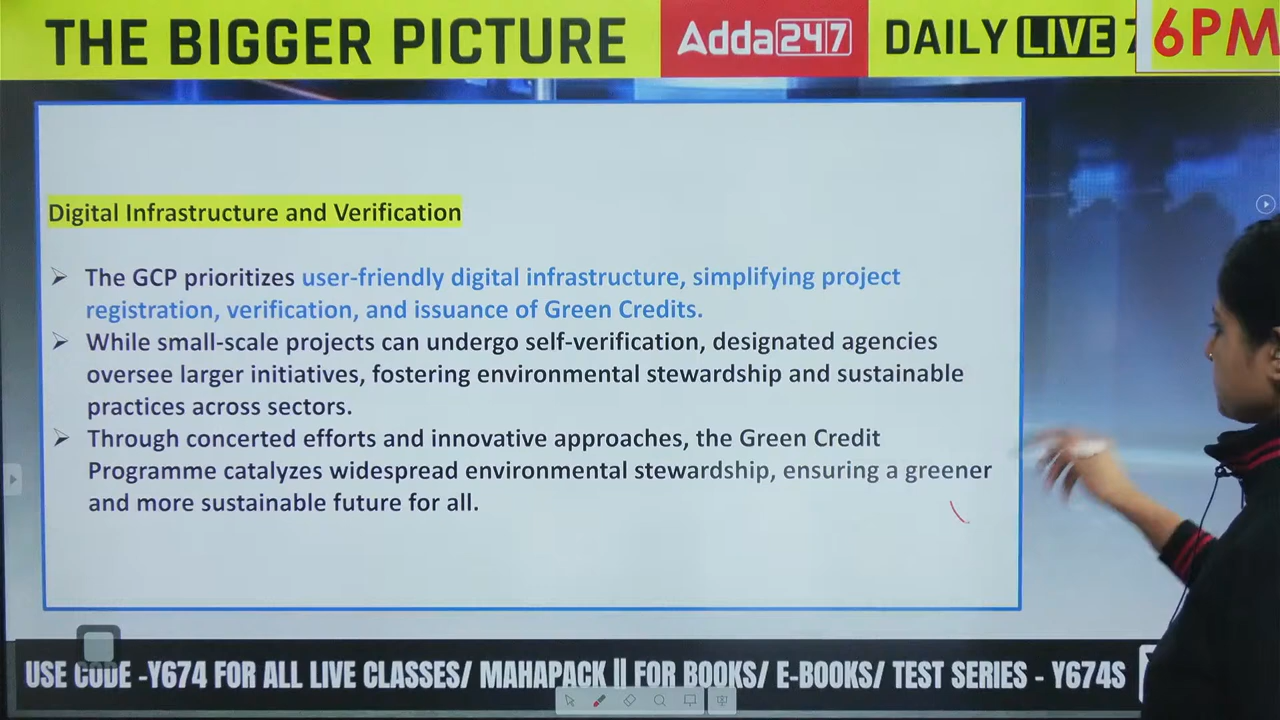 THE BIGGER PICTURE
Adda247
DAILY LIVE 7
6PM
Digital Infrastructure and Verification
The GCP prioritizes user-friendly digital infrastructure, simplifying project
registration, verification, and issuance of Green Credits.
While small-scale projects can undergo self-verification, designated agencies
oversee larger initiatives, fostering environmental stewardship and sustainable
practices across sectors.
Through concerted efforts and innovative approaches, the Green Credit
Programme catalyzes widespread environmental stewardship, ensuring a greener
and more sustainable future for all.
USE CODE -Y674 FOR ALL LIVE CLASSES/ MAHAPACK || FOR BOOKS/ E-BOOKS/ TEST SERIES - Y674S